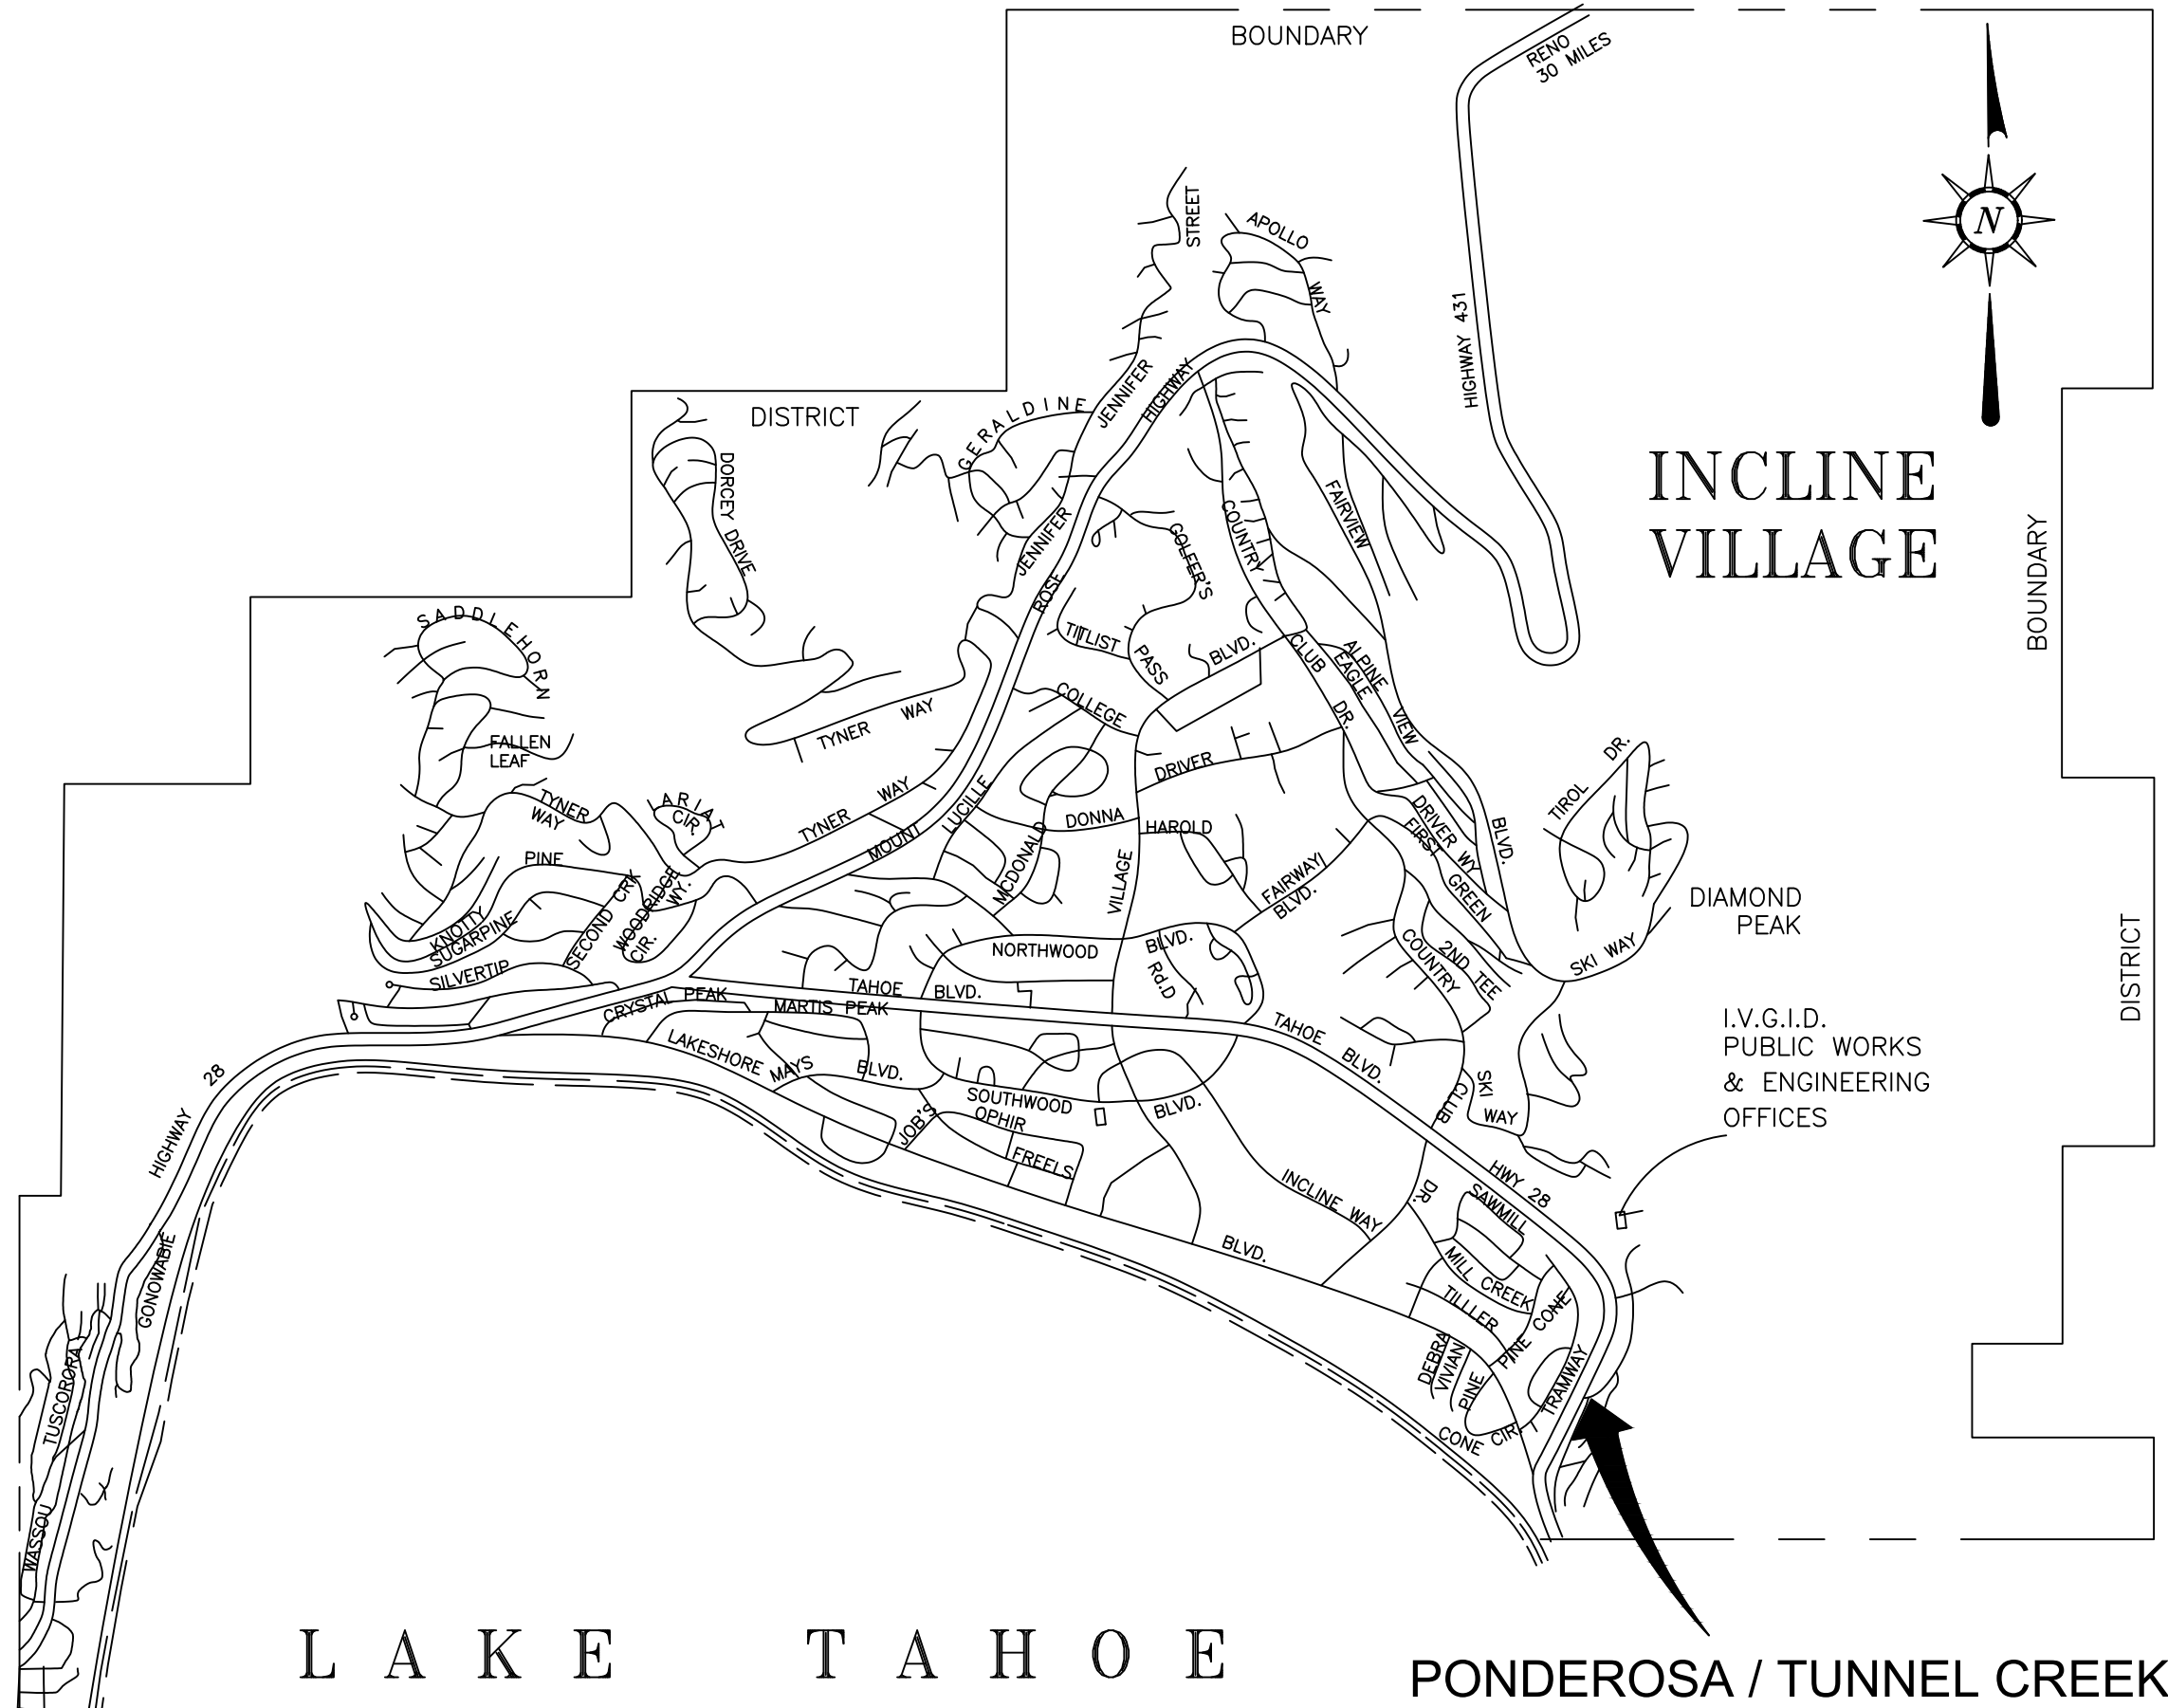 BOUNDARY
RENO
30 MILES
STREET
APOLLO
WAY
N
HIGHWAY 431
INCLINE
VILLAGE
BOUNDARY
DISTRICT
DISTRICT
GERALDINE
JENNIFER
HIGHWAY
DORCEY DRIVE
JENNIFER
ROSE
GOLFER'S
PASS
COUNTRY
FAIRVIEW
TITLIST
BLVD.
CLUB
DR.
ALPINE
EAGLE
VIEW
BLVD.
SADDLEHORN
FALLEN
LEAF
TYNER WAY
COLLEGE
DRIVER
TYNER
WAY
LARIAT
CIR.
TYNER WAY
MOUNT
LUCILLE
DONNA
HAROLD
MCDONALD
VILLAGE
FAIRWAY
BLVD.
DRIVER WY
FIRST
GREEN
TIROL DR.
DIAMOND
PEAK
SKI WAY
PINE
KNOTTY
SUGARPINE
SECOND CRK
WOODRIDGE
WY.
CIR.
SILVERTIP
NORTHWOOD
BLVD.
Rd.D
COUNTRY
2ND TEE
TAHOE BLVD.
CRYSTAL PEAK
MARTIS PEAK
TAHOE BLVD.
I.V.G.I.D.
PUBLIC WORKS
& ENGINEERING
OFFICES
LAKESHORE
MAYS
BLVD.
SOUTHWOOD
BLVD.
OPHIR
JOB'S
FREELS
CLUB
SKI
WAY
HIGHWAY 28
INCLINE WAY
DR.
HWY 28
SAWMILL
BLVD.
MILL CREEK
TILLLER
PINE CONE
DEBRA
VIVIAN
PINE
CONE CIR.
TRAMWAY
GONOWABIE
TUSCORORA
WASSOU
LAKE TAHOE
PONDEROSA / TUNNEL CREEK